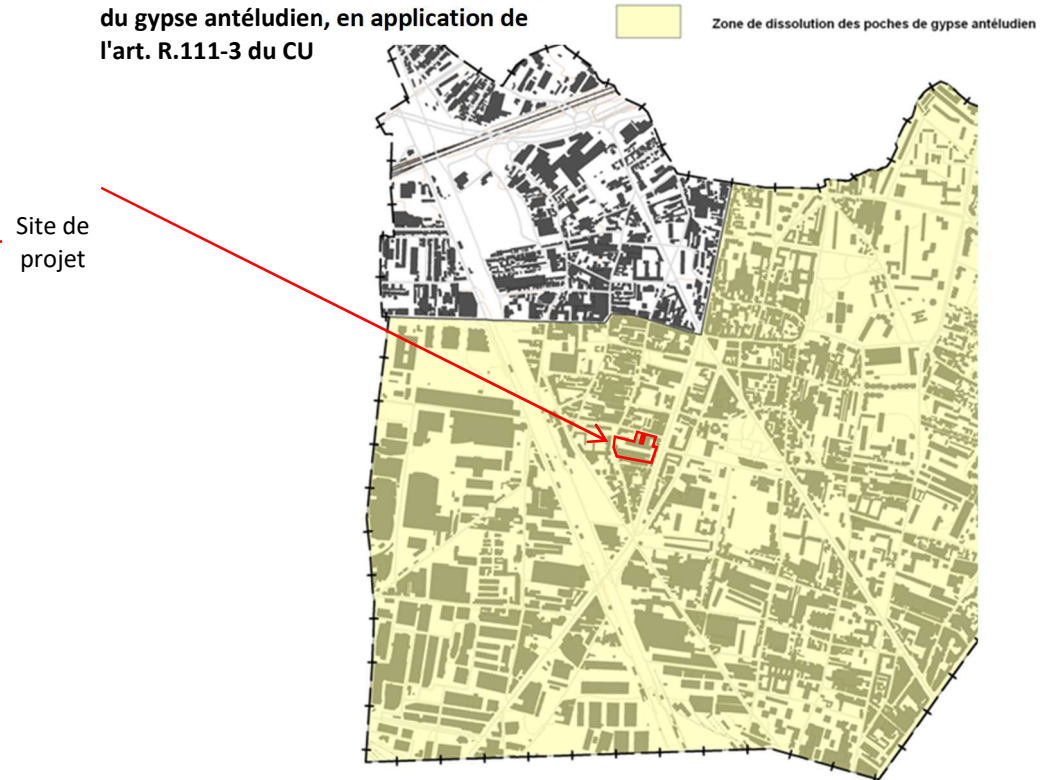 du gypse antéludien, en application de
l'art. R.111-3 du CU
Zone de dissolution des poches de gypse antéludien
Site de
projet